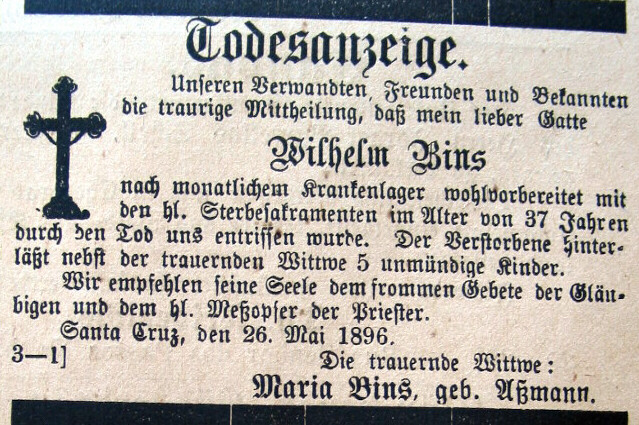 Todesanzeige.
Unseren Verwandten, Freunden und Bekannten
die traurige Mittheilung, daß mein lieber Gatte
Wilhelm Bins
nach monatlichem Krankenlager wohlvorbereitet mit
den hl. Sterbesakramenten im Alter von 37 Jahren
durch den Tod uns entrissen wurde. Der Verstorbene hinter-
läßt nebst der trauernden Wittwe 5 unmündige Kinder.
Wir empfehlen seine Seele dem frommen Gebete der Gläu-
bigen und dem hl. Meßopfer der Priester.
Santa Cruz, den 26. Mai 1896.
3—1]
Die trauernde Wittwe:
Maria Bins, geb. Aßmann.